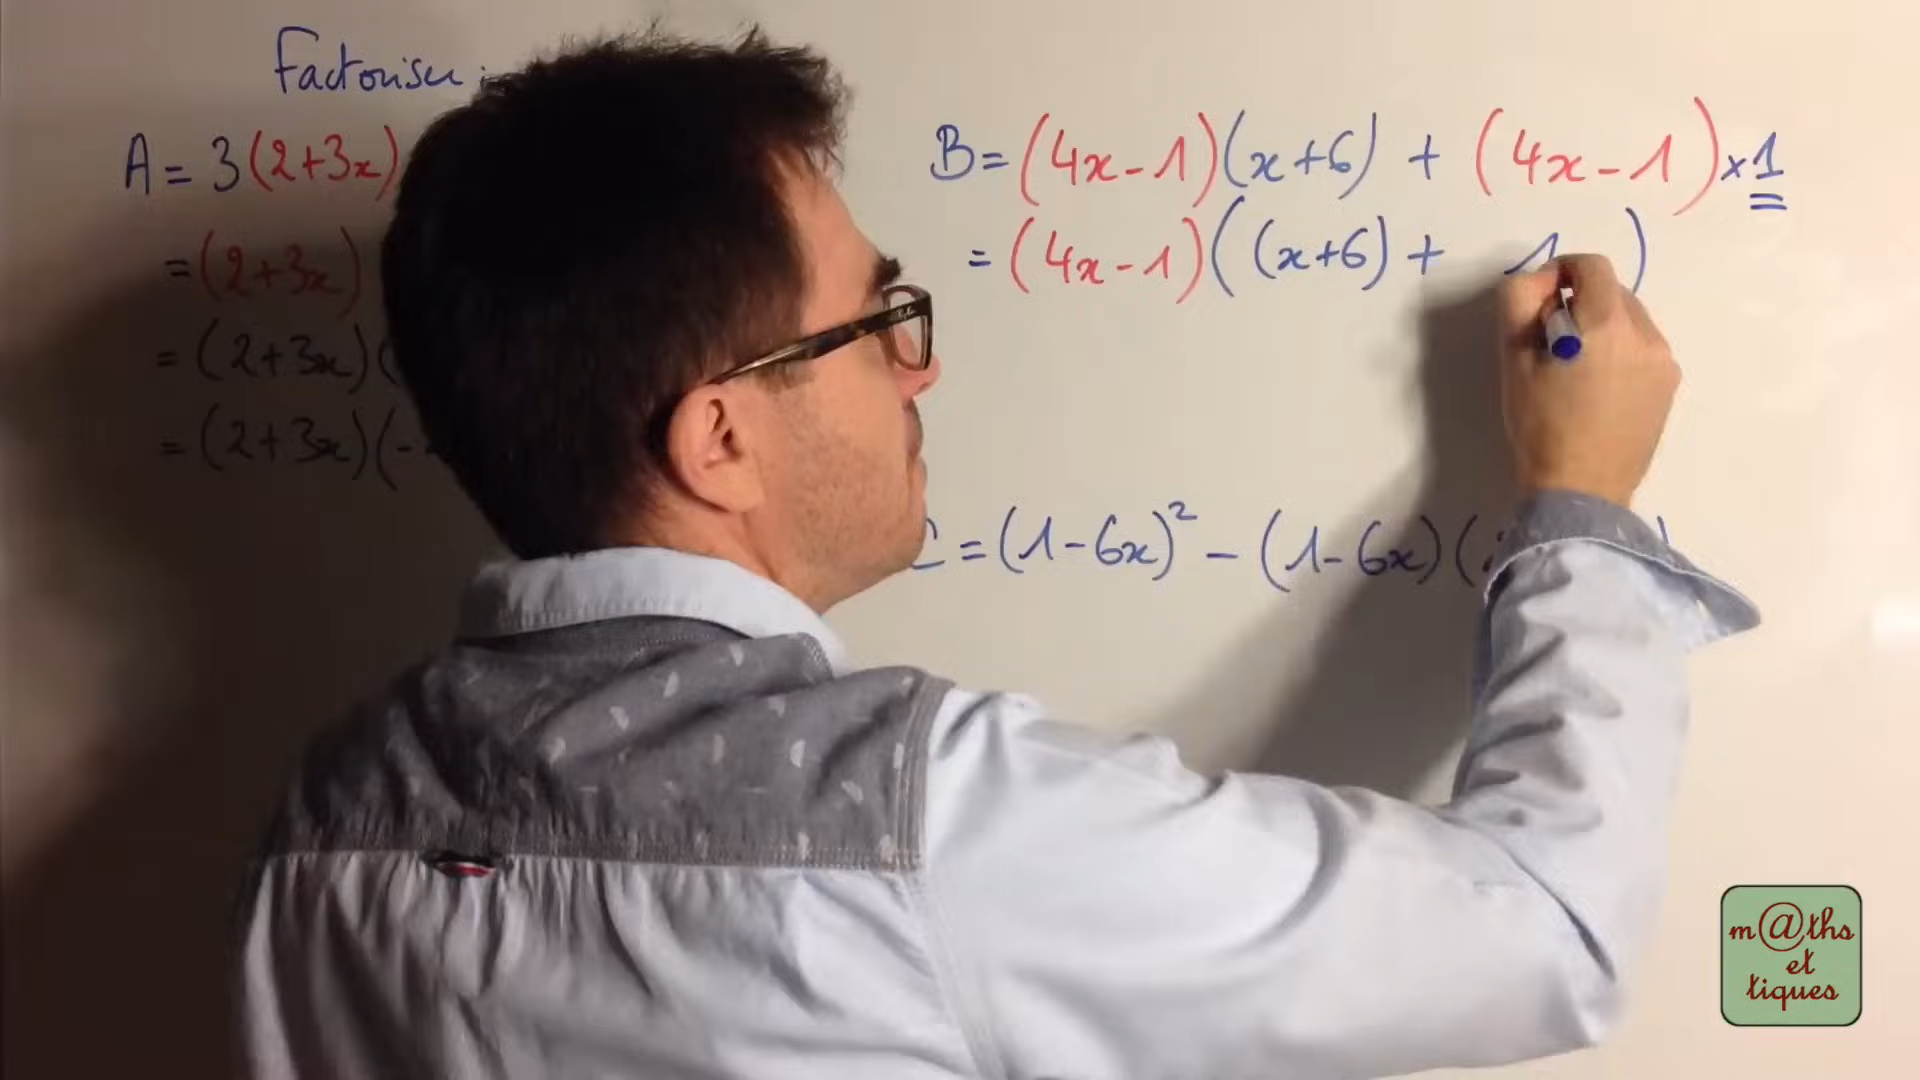 Factoriser :
A = 3(2+3x)
= (2+3x)
= (2+3x)(
= (2+3x)(-
B = (4x-1)(x+6) + (4x-1) × 1
= (4x-1)((x+6) + 1 )
C = (1-6x)² - (1-6x)(
m@ths
et
tiques